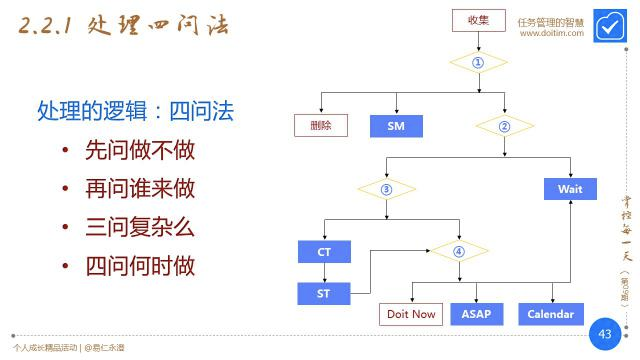 2.2.1 处理四问法
任务管理的智慧
www.doitim.com
处理的逻辑：四问法
• 先问做不做
• 再问谁来做
• 三问复杂么
• 四问何时做
收集
①
删除
SM
②
③
Wait
CT
④
ST
Doit Now
ASAP
Calendar
掌控每一天
个人成长精品活动 | @易仁永澄
43